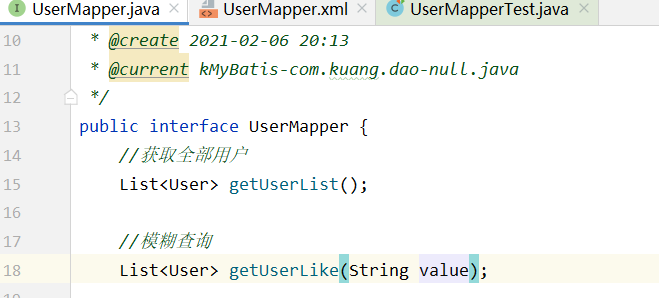 UserMapper.java × UserMapper.xml × UserMapperTest.java ×
10 * @create 2021-02-06 20:13
11 * @current kMyBatis-com.kuang.dao-null.java
12 */
13 public interface UserMapper {
14 //获取全部用户
15 List<User> getUserList();
16
17 //模糊查询
18 List<User> getUserLike(String value);